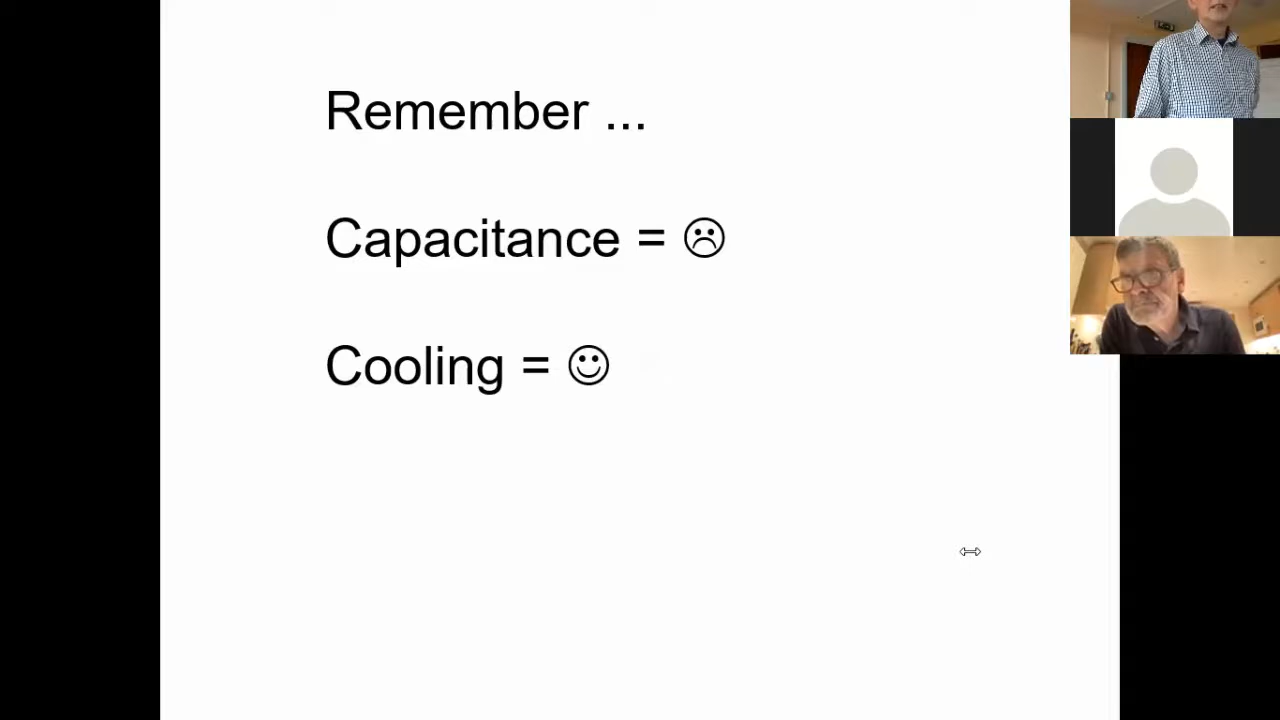 Remember ...
Capacitance = ☹
Cooling = ☺